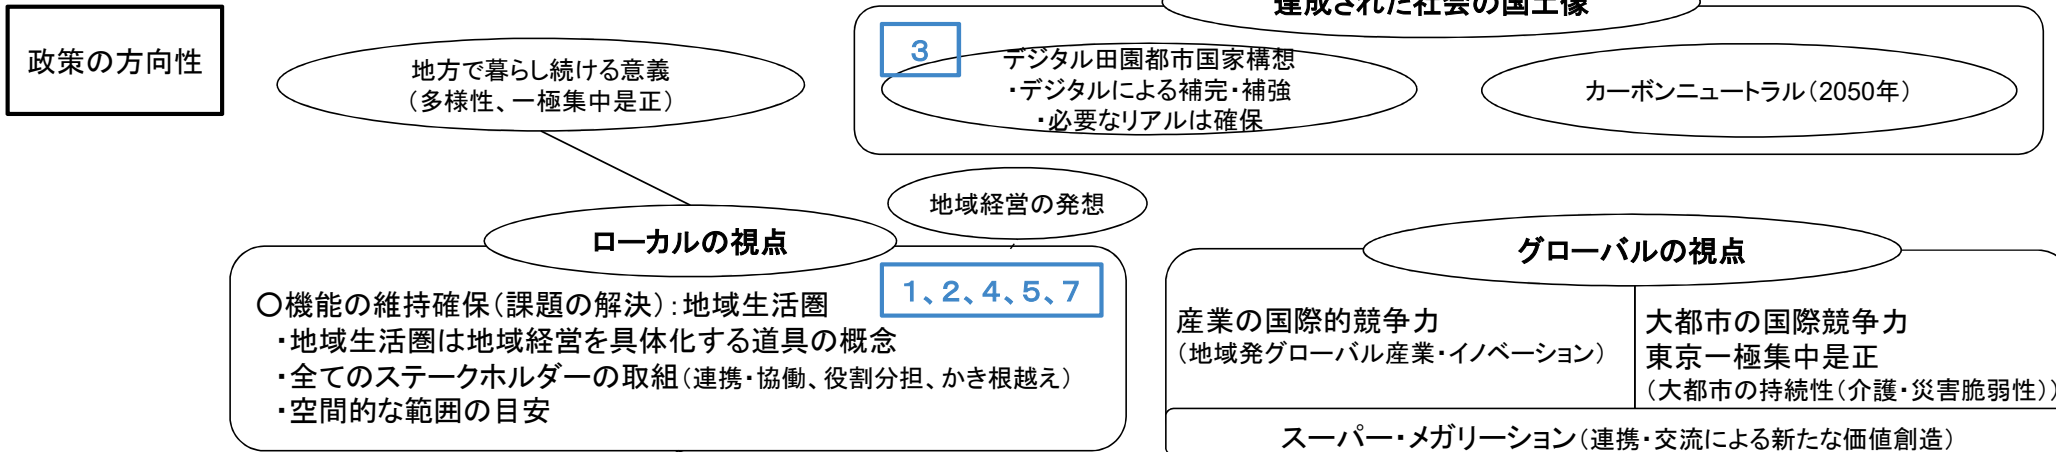 政策の方向性
達成された社会の国土像
3
デジタル田園都市国家構想
・デジタルによる補完・補強
・必要なリアルは確保
カーボンニュートラル（2050年）
地方で暮らし続ける意義
（多様性、一極集中是正）
地域経営の発想
ローカルの視点
1、2、4、5、7
〇機能の維持確保（課題の解決）：地域生活圏
・地域生活圏は地域経営を具体化する道具の概念
・全てのステークホルダーの取組（連携・協働、役割分担、かき根越え）
・空間的な範囲の目安
グローバルの視点
産業の国際的競争力
（地域発グローバル産業・イノベーション）
大都市の国際競争力
東京一極集中是正
（大都市の持続性（介護・災害脆弱性））
スーパー・メガリーション（連携・交流による新たな価値創造）